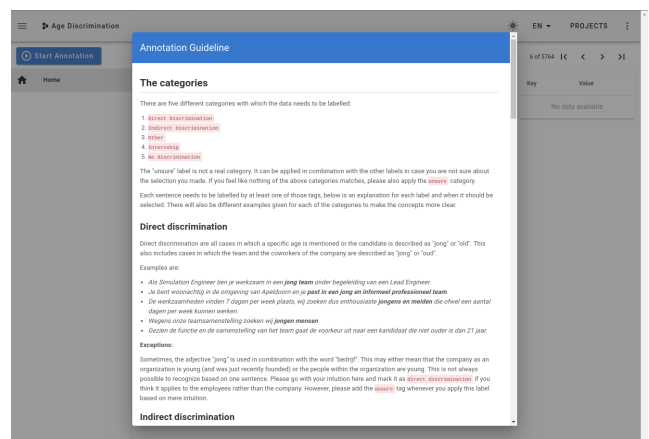 Age Discrimination
EN
PROJECTS
Start Annotation
Home
6 of 5764
Key
Value
No data available
Annotation Guideline
The categories
There are five different categories with which the data needs to be labelled:
1. Direct Discrimination
2. Indirect Discrimination
3. Other
4. Internship
5. No discrimination
The "unsure" label is not a real category. It can be applied in combination with the other labels in case you are not sure about
the selection you made. If you feel like nothing of the above categories matches, please also apply the unsure category.
Each sentence needs to be labelled by at least one of those tags, below is an explanation for each label and when it should be
selected. There will also be different examples given for each of the categories to make the concepts more clear.
Direct discrimination
Direct discrimination are all cases in which a specific age is mentioned or the candidate is described as "jong" or "old". This
also includes cases in which the team and the coworkers of the company are described as "jong" or "oud".
Examples are:
• Als Simulation Engineer ben je werkzaam in een jong team onder begeleiding van een Lead Engineer.
• Je bent woonachtig in de omgeving van Apeldoorn en je past in een jong en informeel professioneel team.
• De werkzaamheden vinden 7 dagen per week plaats, wij zoeken dus enthousiaste jongens en meiden die ofwel een aantal
dagen per week kunnen werken.
• Wegens onze teamsamenstelling zoeken wij jongen mensen
• Gezien de functie en de samenstelling van het team gaat de voorkeur uit naar een kandidaat die niet ouder is dan 21 jaar.
Exceptions:
Sometimes, the adjective "jong" is used in combination with the word "bedrijf". This may either mean that the company as an
organization is young (and was just recently founded) or the people within the organization are young. This is not always
possible to recognize based on one sentence. Please go with your intuition here and mark it as direct discrimination if you
think it applies to the employees rather than the company. However, please add the unsure tag whenever you apply this label
based on mere intuition.
Indirect discrimination